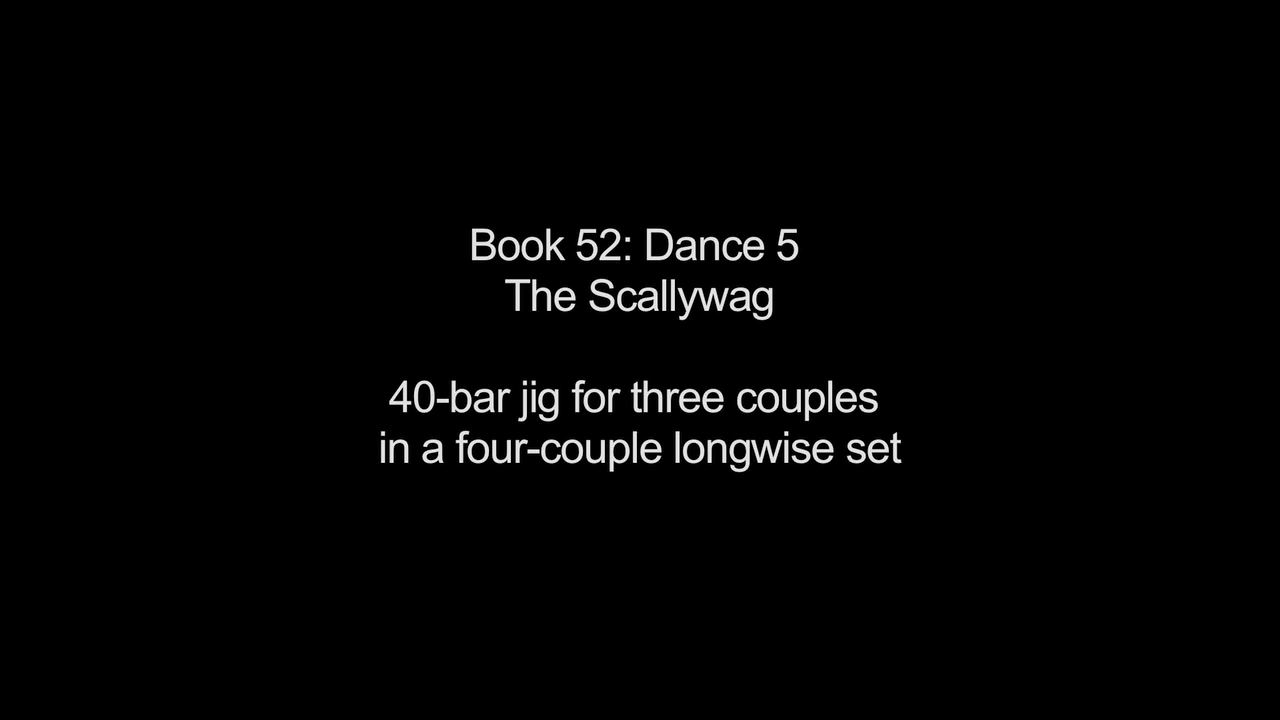 Book 52: Dance 5
The Scallywag
40-bar jig for three couples
in a four-couple longwise set